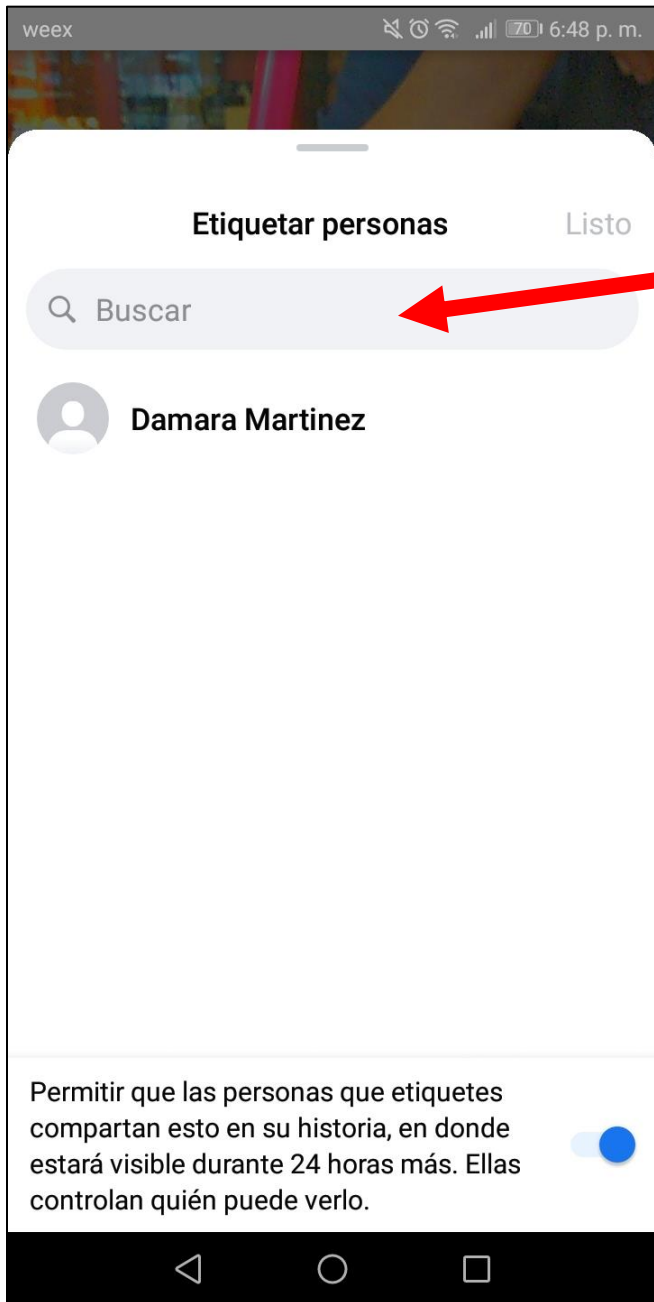 weex 70 6:48 p. m.
Etiquetar personas Listo
Buscar
Damara Martinez
Permitir que las personas que etiquetes
compartan esto en su historia, en donde
estará visible durante 24 horas más. Ellas
controlan quién puede verlo.